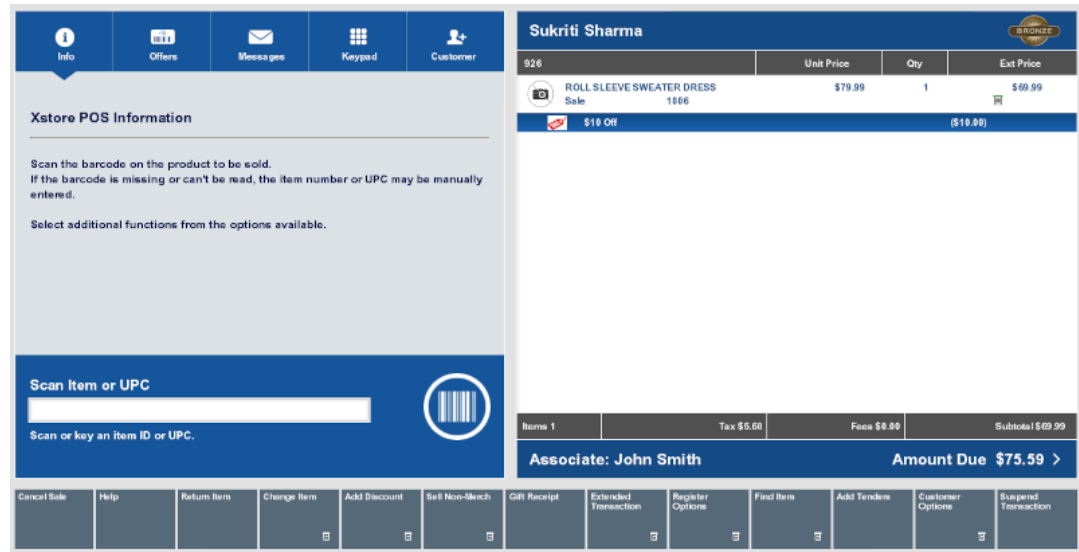 Info
Offers
Messages
Keypad
Customer
Xstore POS Information
Scan the barcode on the product to be sold.
If the barcode is missing or can't be read, the item number or UPC may be manually
entered.
Select additional functions from the options available.
Scan Item or UPC
Scan or key an item ID or UPC.
Sukriti Sharma
BRONZE
926 Unit Price Qty Ext Price
ROLL SLEEVE SWEATER DRESS $79.99 1 $69.99
Sale 1006
$10 Off ($10.00)
Items 1 Tax $5.60 Fees $0.00 Subtotal $69.99
Associate: John Smith Amount Due $75.59 >
Cancel Sale
Help
Return Item
Change Item
Add Discount
Sell Non-Merch
Gift Receipt
Extended
Transaction
Register
Options
Find Item
Add Tenders
Customer
Options
Suspend
Transaction